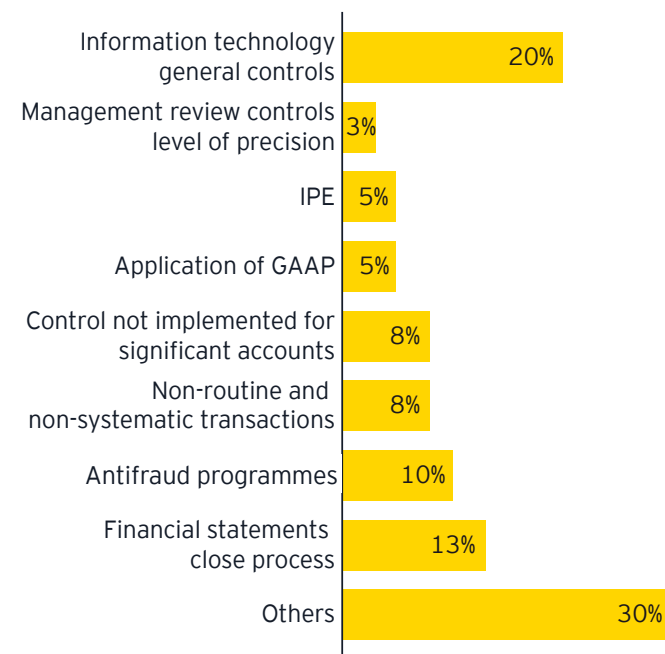 Information technology
general controls
20%
Management review controls
level of precision
3%
IPE
5%
Application of GAAP
5%
Control not implemented for
significant accounts
8%
Non-routine and
non-systematic transactions
8%
Antifraud programmes
10%
Financial statements
close process
13%
Others
30%